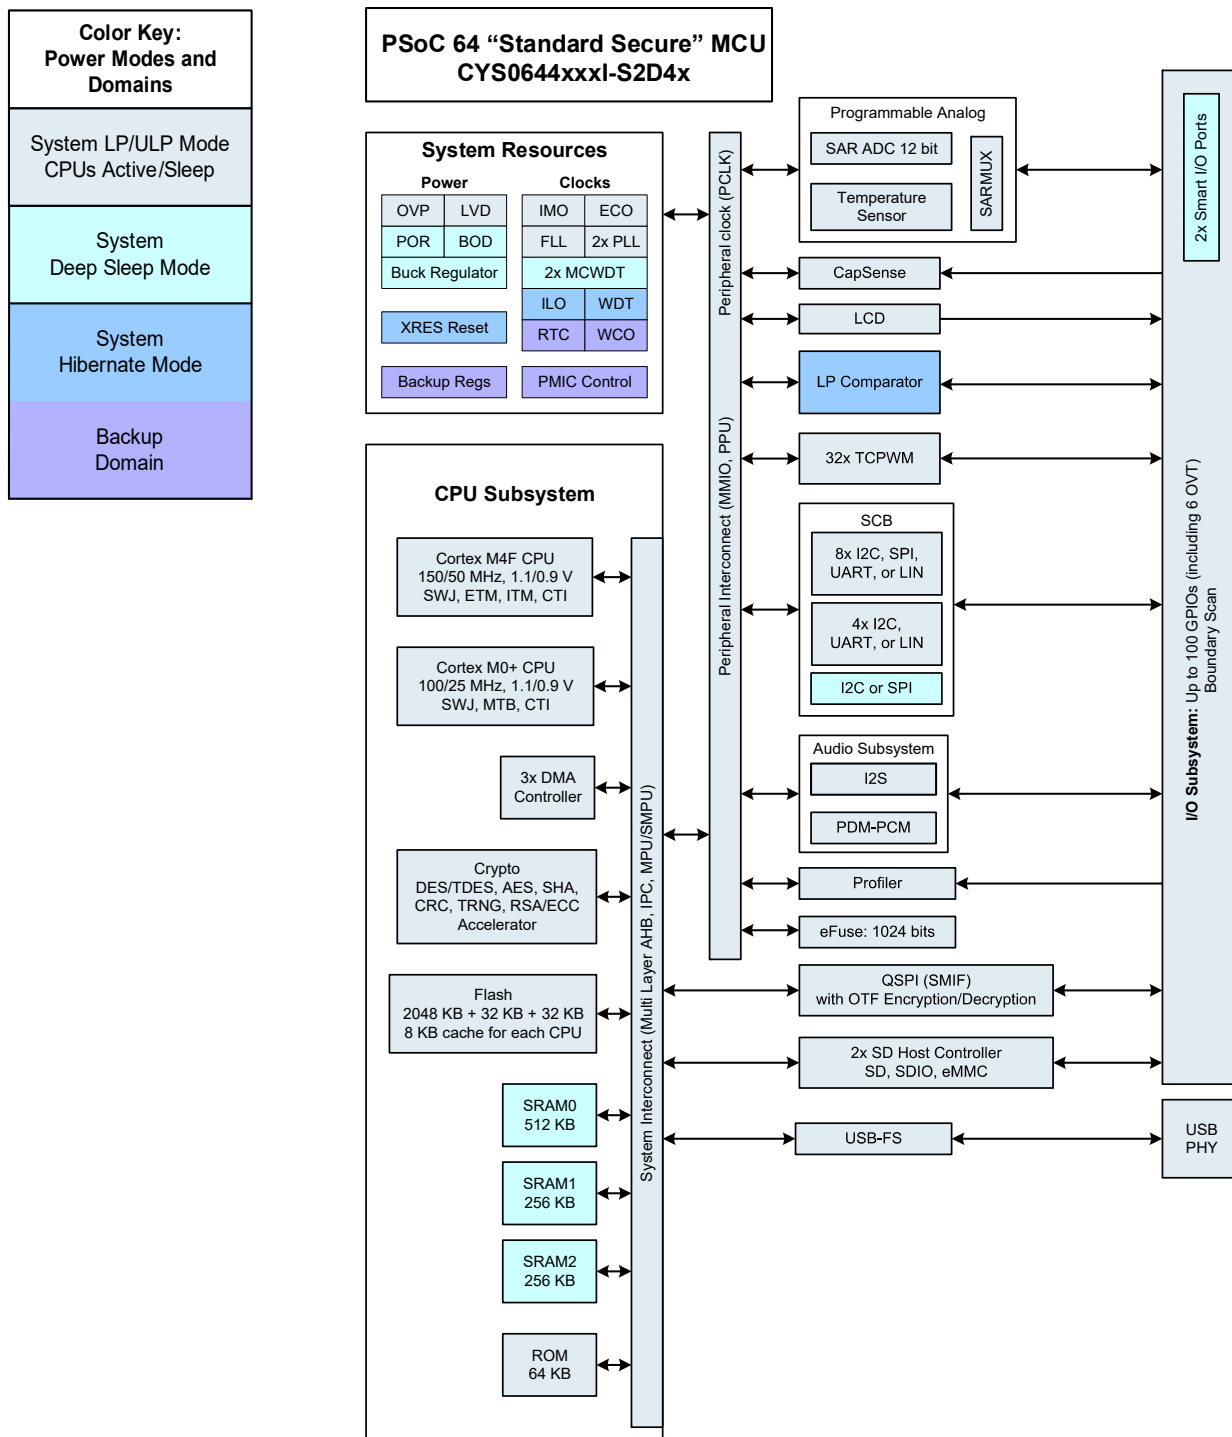 Color Key:
Power Modes and
Domains
System LP/ULP Mode
CPUs Active/Sleep
System
Deep Sleep Mode
System
Hibernate Mode
Backup
Domain
PSoC 64 “Standard Secure” MCU
CYS0644xxxI-S2D4x
System Resources
Power
OVP
LVD
POR
BOD
Buck Regulator
XRES Reset
Backup Regs
Clocks
IMO
ECO
FLL
2x PLL
2x MCWDT
ILO
WDT
RTC
WCO
PMIC Control
CPU Subsystem
Cortex M4F CPU
150/50 MHz, 1.1/0.9 V
SWJ, ETM, ITM, CTI
Cortex M0+ CPU
100/25 MHz, 1.1/0.9 V
SWJ, MTB, CTI
3x DMA
Controller
Crypto
DES/TDES, AES, SHA,
CRC, TRNG, RSA/ECC
Accelerator
Flash
2048 KB + 32 KB + 32 KB
8 KB cache for each CPU
SRAM0
512 KB
SRAM1
256 KB
SRAM2
256 KB
ROM
64 KB
System Interconnect (Multi Layer AHB, IPC, MPU/SMPU)
Peripheral clock (PCLK)
Peripheral Interconnect (MMIO, PPU)
Programmable Analog
SAR ADC 12 bit
Temperature
Sensor
SARMUX
CapSense
LCD
LP Comparator
32x TCPWM
SCB
8x I2C, SPI,
UART, or LIN
4x I2C,
UART, or LIN
I2C or SPI
Audio Subsystem
I2S
PDM-PCM
Profiler
eFuse: 1024 bits
QSPI (SMIF)
with OTF Encryption/Decryption
2x SD Host Controller
SD, SDIO, eMMC
USB-FS
2x Smart I/O Ports
I/O Subsystem: Up to 100 GPIOs (including 6 OVT)
Boundary Scan
USB
PHY